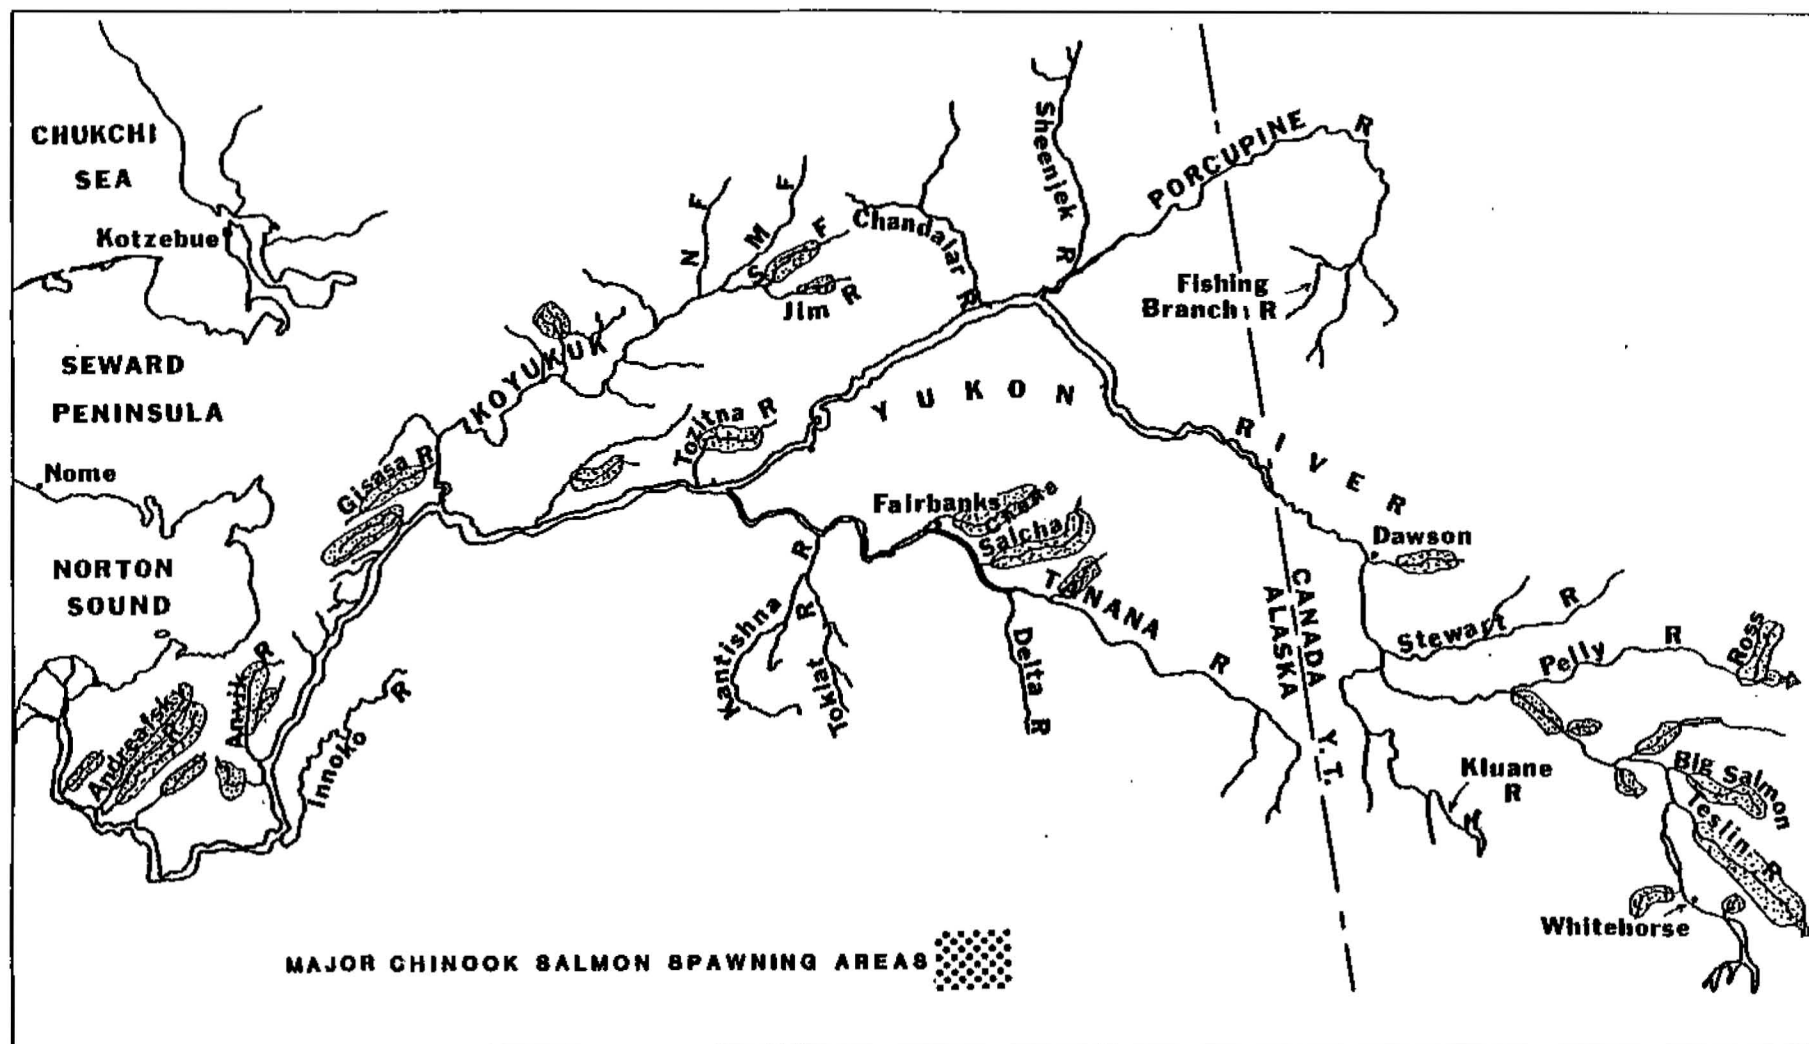 CHUKCHI
SEA
Kotzebue
SEWARD
PENINSULA
Nome
NORTON
SOUND
Andreafsky R
Anvik R
Innoko R
Gisasa R
KOYUKUK
N F
M F
S F
Jim R
Chandalar R
Sheenjek R
PORCUPINE R
Fishing
Branch R
Tozitna R
YUKON RIVER
Fairbanks
Chena
Salcha
TANANA R
Kantishna R
Toklat R
Delta R
CANADA
ALASKA
Y. T.
Dawson
Stewart R
Pelly R
Ross
Kluane
R
Big Salmon
Teslin R
Whitehorse
MAJOR CHINOOK SALMON SPAWNING AREAS